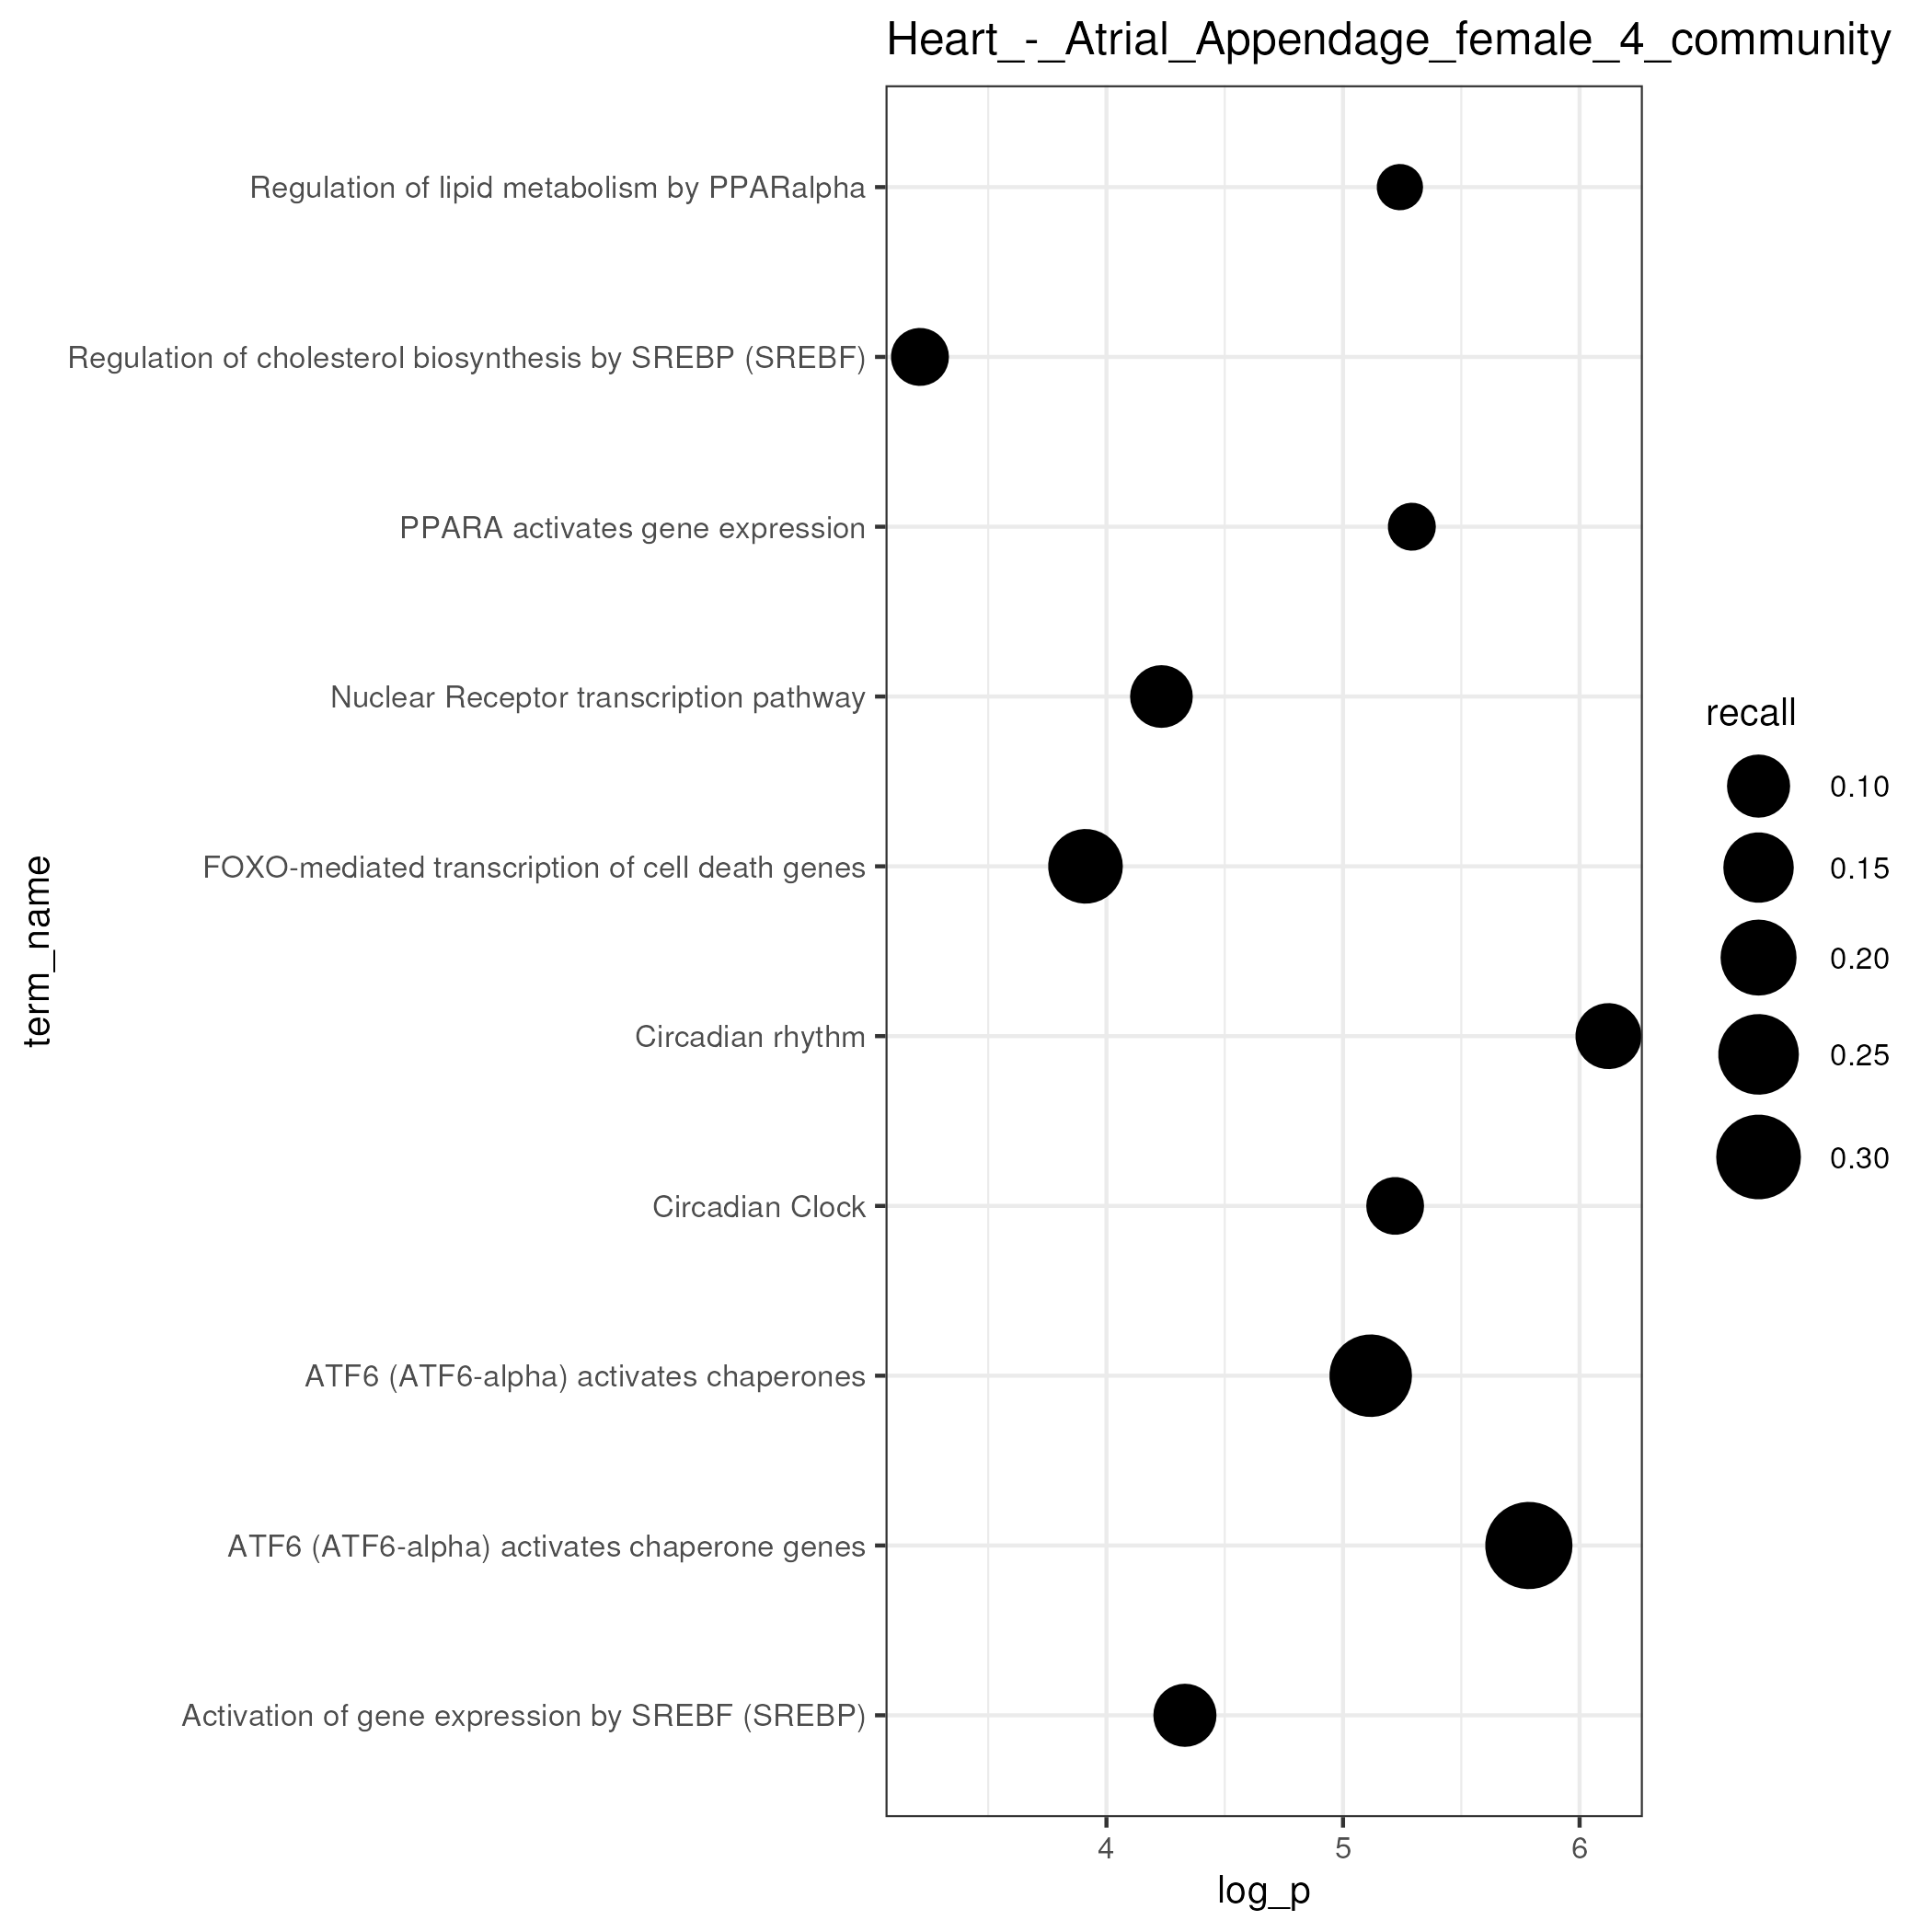 Heart_-_Atrial_Appendage_female_4_community
Regulation of lipid metabolism by PPARalpha
Regulation of cholesterol biosynthesis by SREBP (SREBF)
PPARA activates gene expression
Nuclear Receptor transcription pathway
FOXO-mediated transcription of cell death genes
Circadian rhythm
Circadian Clock
ATF6 (ATF6-alpha) activates chaperones
ATF6 (ATF6-alpha) activates chaperone genes
Activation of gene expression by SREBF (SREBP)
term_name
4 5 6
log_p
recall
0.10
0.15
0.20
0.25
0.30